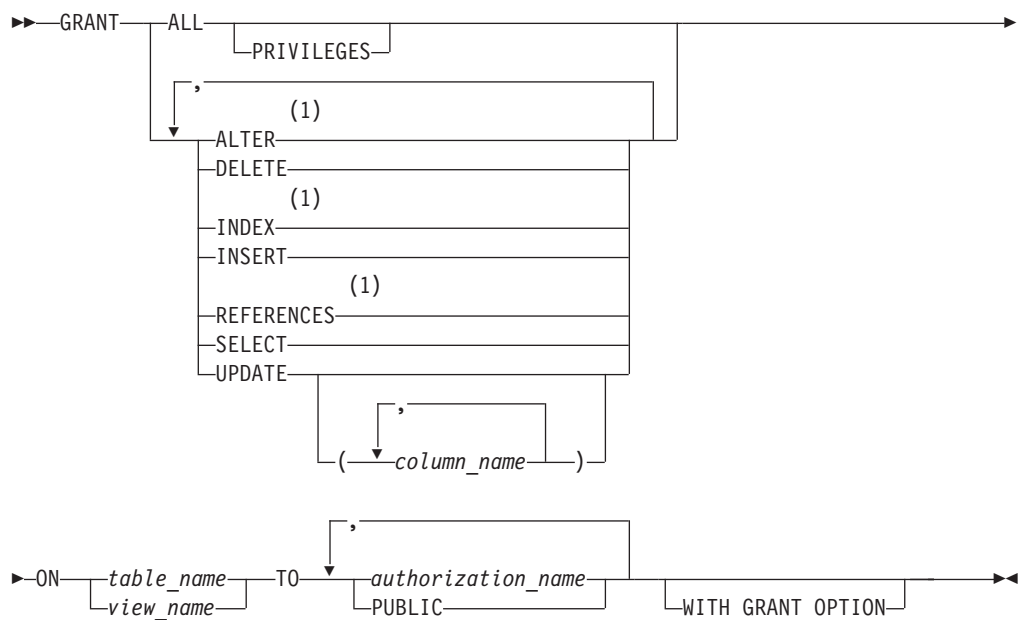 GRANT ALL
PRIVILEGES
,
(1)
ALTER
DELETE
(1)
INDEX
INSERT
(1)
REFERENCES
SELECT
UPDATE
,
( column_name )
,
ON table_name TO authorization_name
view_name PUBLIC WITH GRANT OPTION